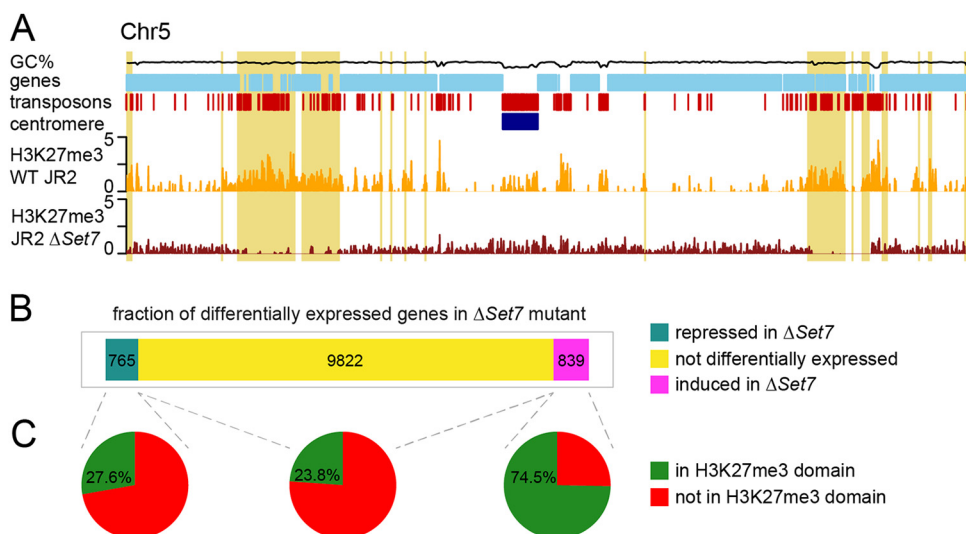 A
Chr5
GC%
genes
transposons
centromere
5
H3K27me3
WT JR2
0
5
H3K27me3
JR2 ΔSet7
0
B
fraction of differentially expressed genes in ΔSet7 mutant
765
9822
839
repressed in ΔSet7
not differentially expressed
induced in ΔSet7
C
27.6%
23.8%
74.5%
in H3K27me3 domain
not in H3K27me3 domain